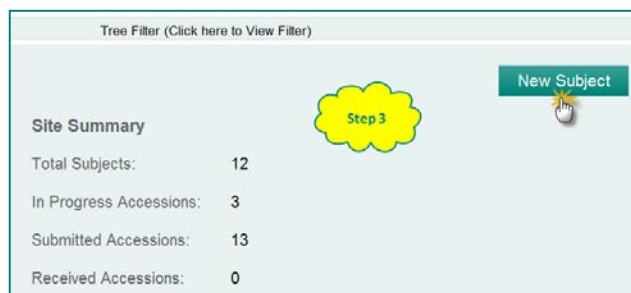 Tree Filter (Click here to View Filter)
New Subject
Step 3
Site Summary
Total Subjects: 12
In Progress Accessions: 3
Submitted Accessions: 13
Received Accessions: 0